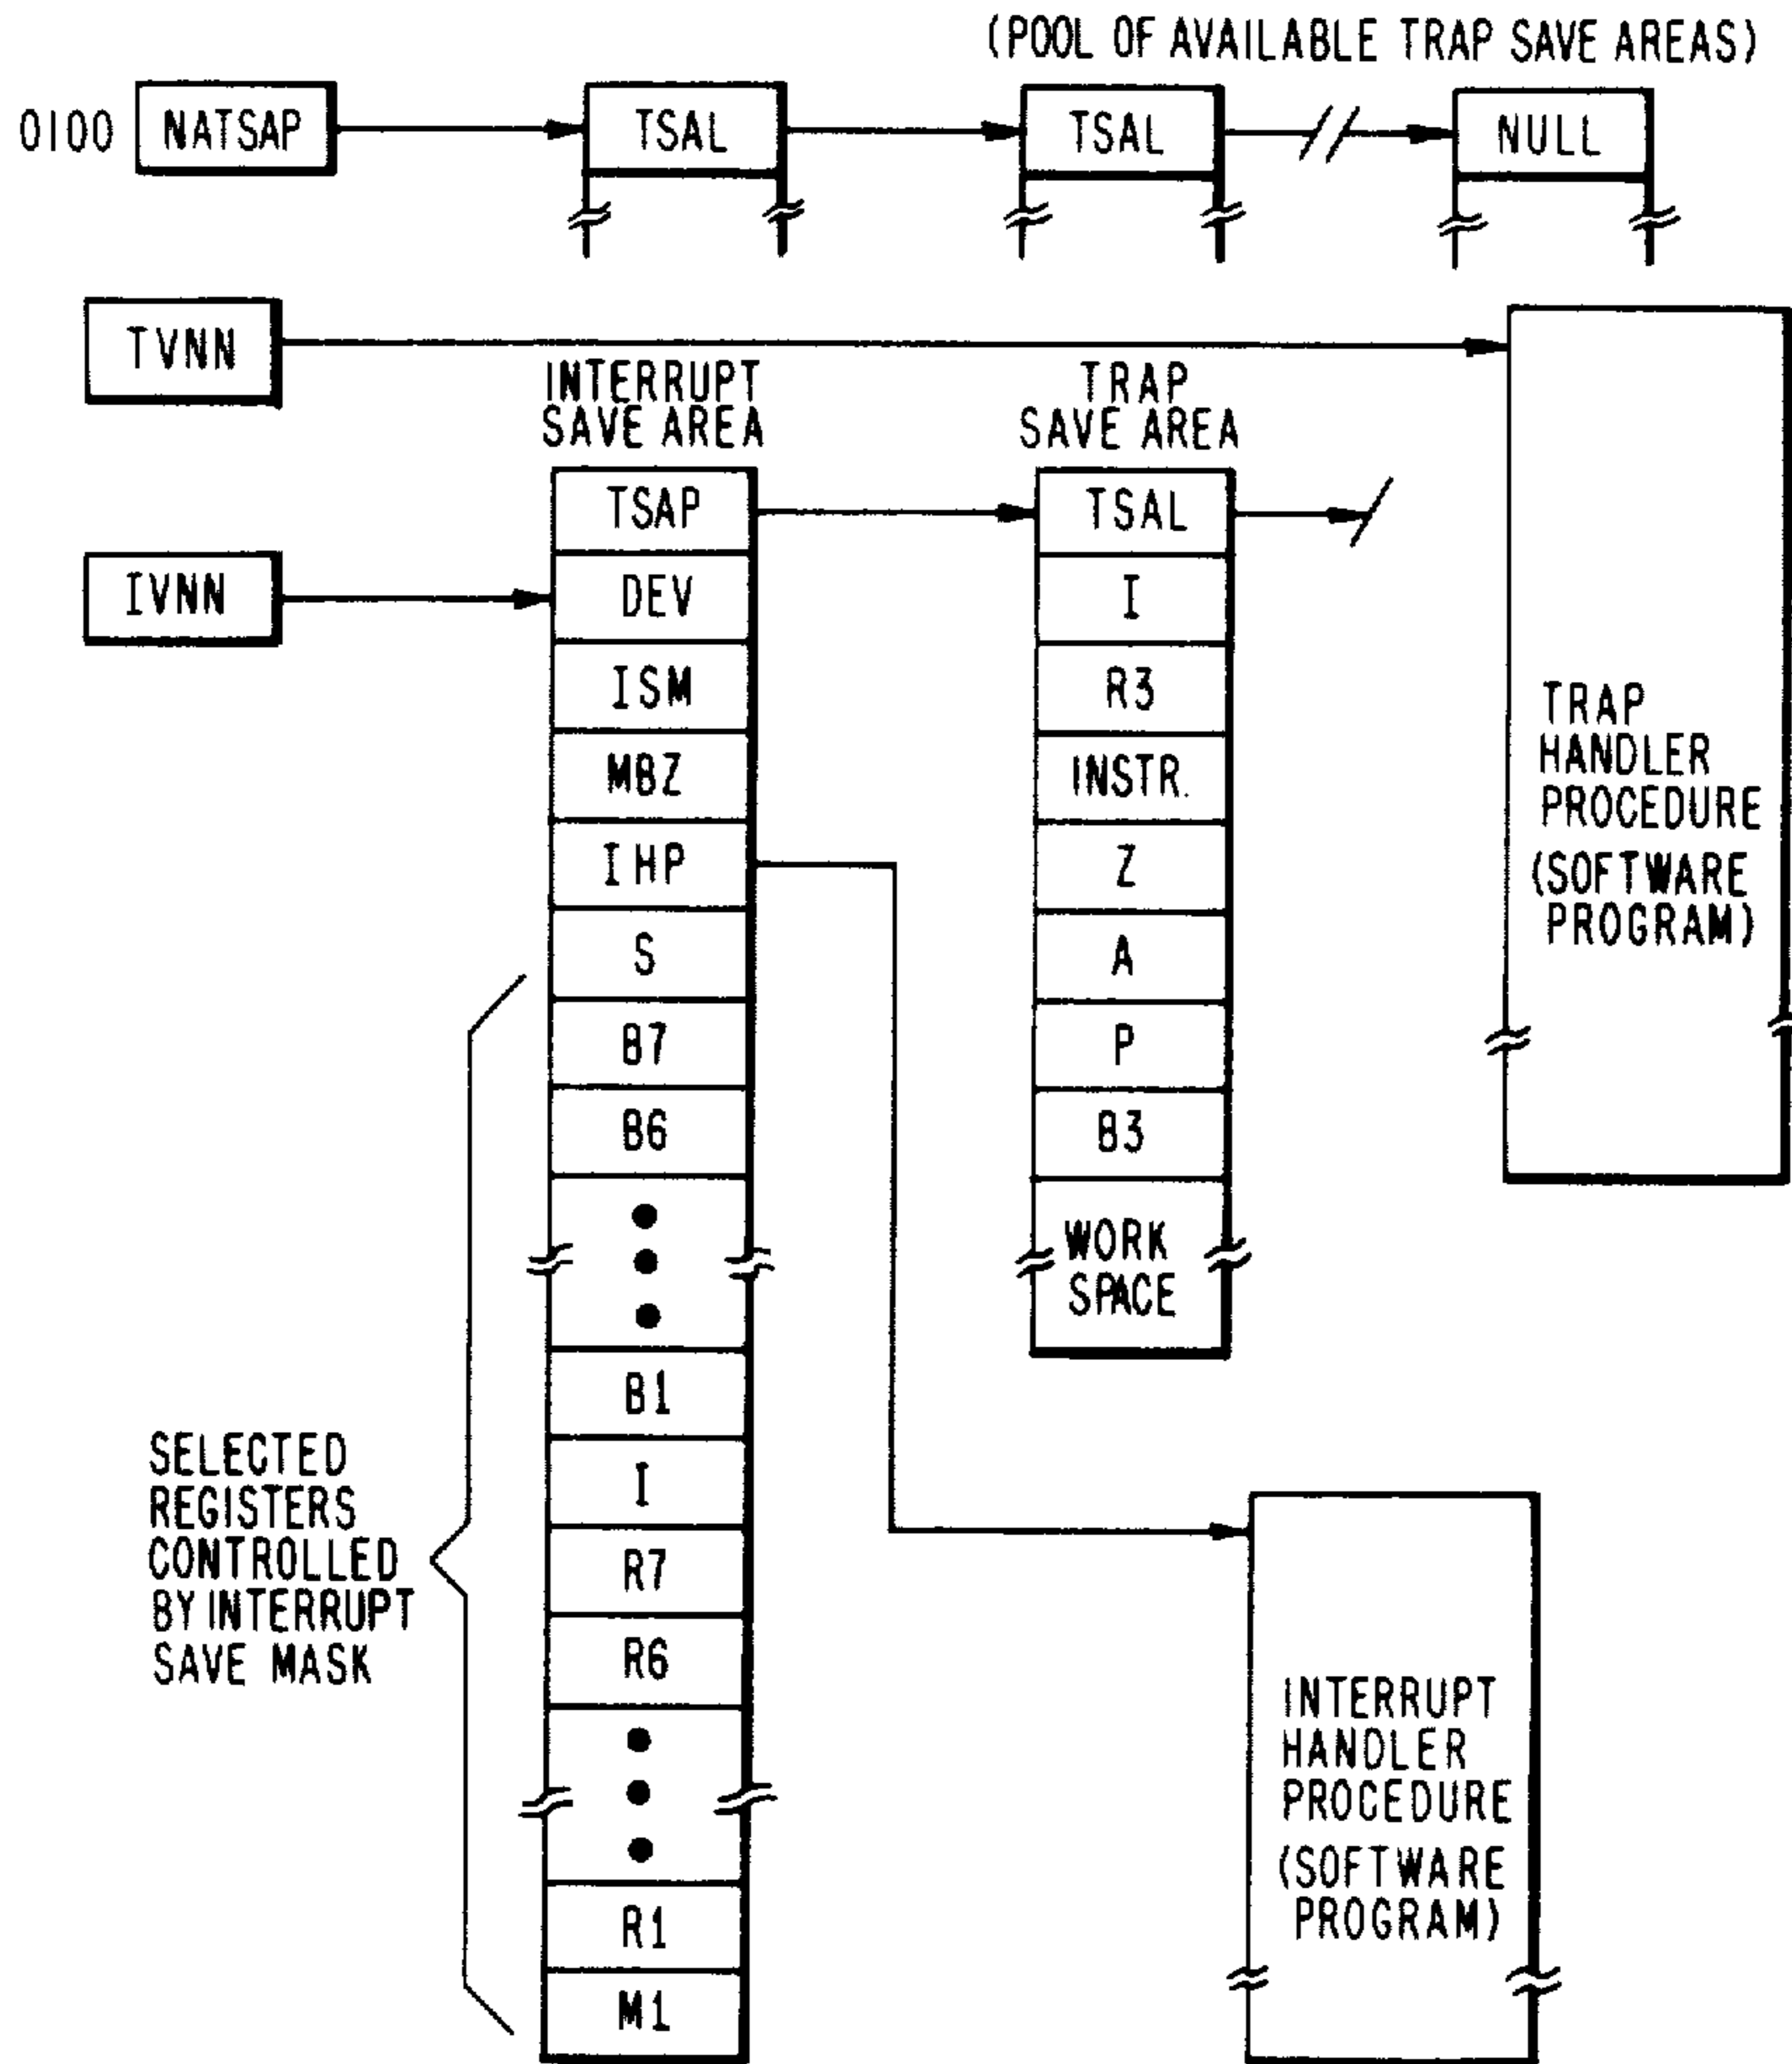 (POOL OF AVAILABLE TRAP SAVE AREAS)
0100
NATSAP
TSAL
TSAL
NULL
TVNN
INTERRUPT
SAVE AREA
TRAP
SAVE AREA
IVNN
TSAP
DEV
ISM
MBZ
IHP
S
B7
B6
B1
I
R7
R6
R1
M1
TSAL
I
R3
INSTR.
Z
A
P
B3
WORK
SPACE
TRAP
HANDLER
PROCEDURE
(SOFTWARE
PROGRAM)
SELECTED
REGISTERS
CONTROLLED
BY INTERRUPT
SAVE MASK
INTERRUPT
HANDLER
PROCEDURE
(SOFTWARE
PROGRAM)